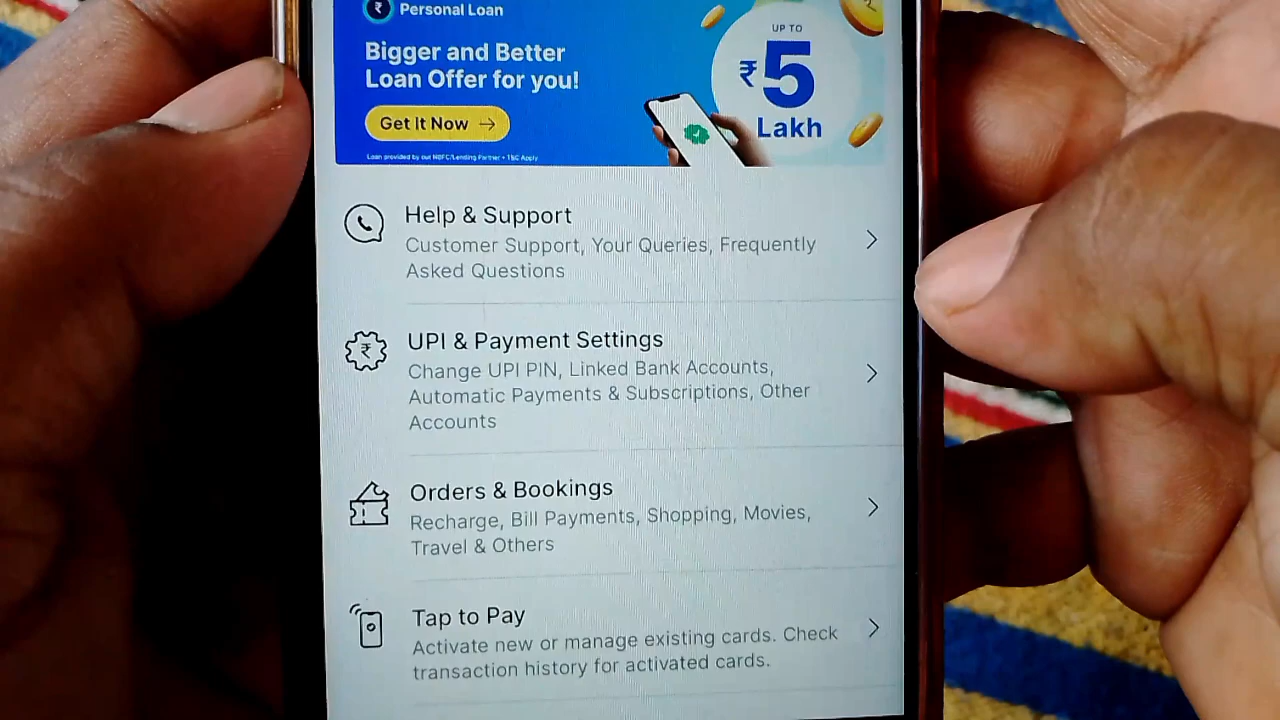 ₹ Personal Loan
Bigger and Better
Loan Offer for you!
Get It Now →
Loan provided by our NBFC/Lending Partner • T&C Apply
UP TO
₹5
Lakh
Help & Support
Customer Support, Your Queries, Frequently
Asked Questions
UPI & Payment Settings
Change UPI PIN, Linked Bank Accounts,
Automatic Payments & Subscriptions, Other
Accounts
Orders & Bookings
Recharge, Bill Payments, Shopping, Movies,
Travel & Others
Tap to Pay
Activate new or manage existing cards. Check
transaction history for activated cards.